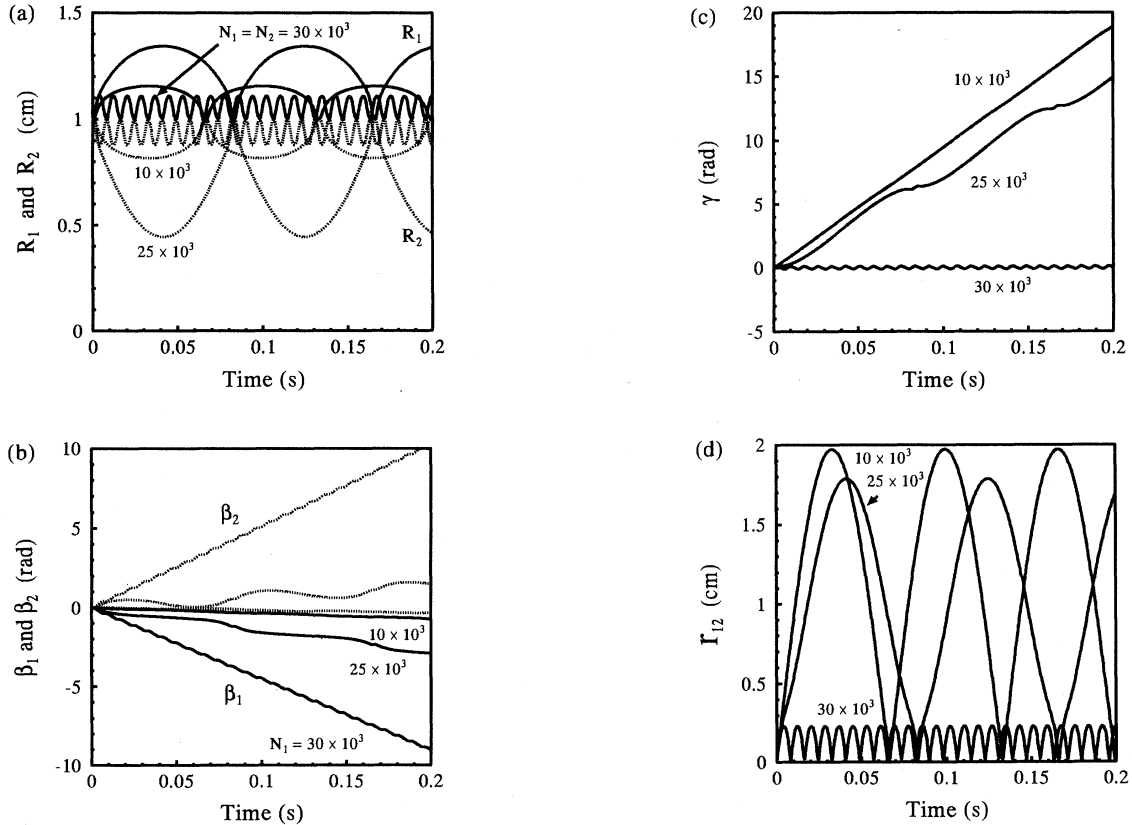 (a)
R₁ and R₂ (cm)
1.5
1
0.5
0
N₁ = N₂ = 30 × 10³
R₁
10 × 10³
25 × 10³
R₂
0 0.05 0.1 0.15 0.2
Time (s)
(c)
γ (rad)
20
15
10
5
0
-5
10 × 10³
25 × 10³
30 × 10³
0 0.05 0.1 0.15 0.2
Time (s)
(b)
β₁ and β₂ (rad)
10
5
0
-5
-10
β₂
10 × 10³
25 × 10³
β₁
N₁ = 30 × 10³
0 0.05 0.1 0.15 0.2
Time (s)
(d)
r₁₂ (cm)
2
1.5
1
0.5
0
10 × 10³
25 × 10³
30 × 10³
0 0.05 0.1 0.15 0.2
Time (s)